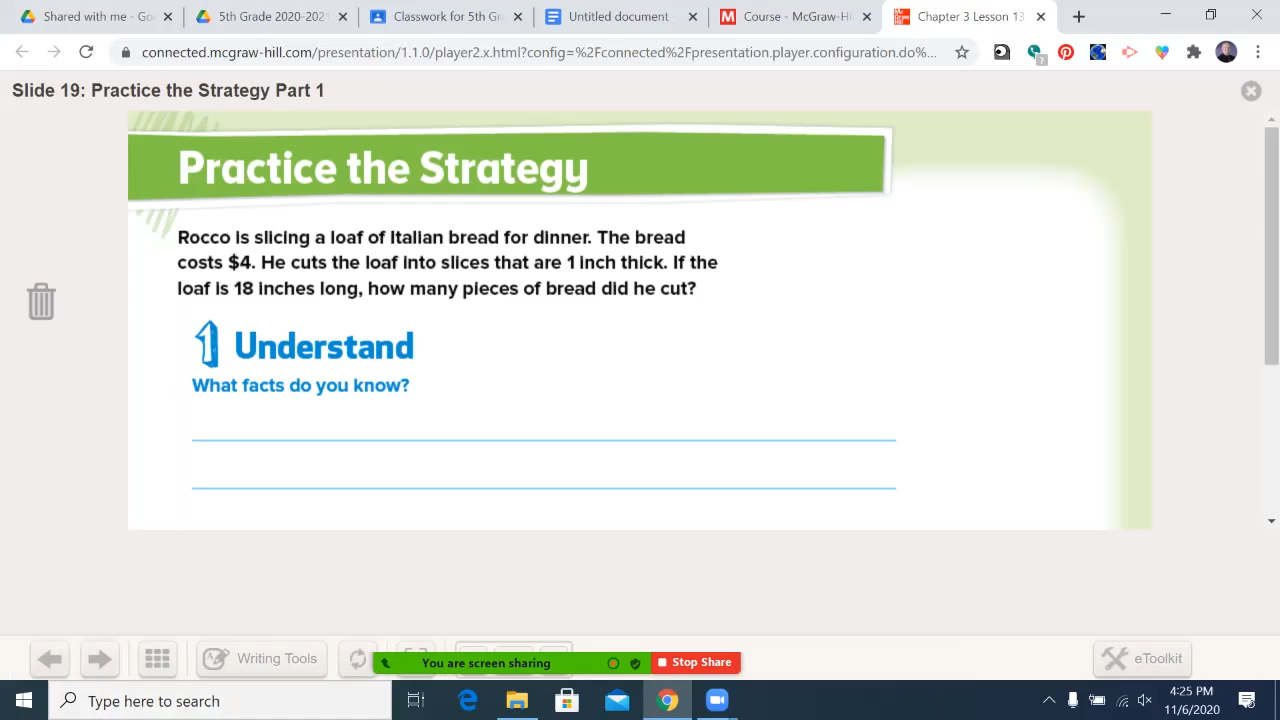 Shared with me - Go
5th Grade 2020-2021
Classwork for 5th G
Untitled document
Course - McGraw-Hi
Chapter 3 Lesson 13
connected.mcgraw-hill.com/presentation/1.1.0/player2.x.html?config=%2Fconnected%2Fpresentation.player.configuration.do%...
Slide 19: Practice the Strategy Part 1
Practice the Strategy
Rocco is slicing a loaf of Italian bread for dinner. The bread
costs $4. He cuts the loaf into slices that are 1 inch thick. If the
loaf is 18 inches long, how many pieces of bread did he cut?
1 Understand
What facts do you know?
Writing Tools
eToolkit
You are screen sharing
Stop Share
Type here to search
4:25 PM
11/6/2020